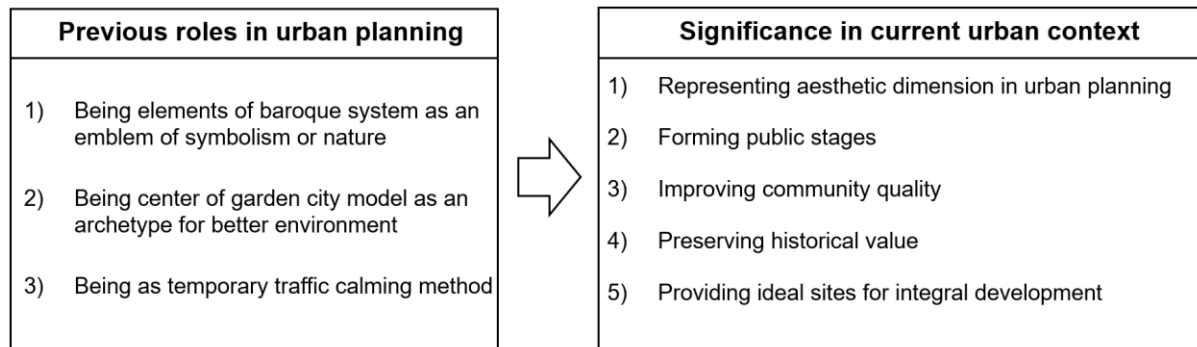 Previous roles in urban planning
1) Being elements of baroque system as an
emblem of symbolism or nature
2) Being center of garden city model as an
archetype for better environment
3) Being as temporary traffic calming method
Significance in current urban context
1) Representing aesthetic dimension in urban planning
2) Forming public stages
3) Improving community quality
4) Preserving historical value
5) Providing ideal sites for integral development